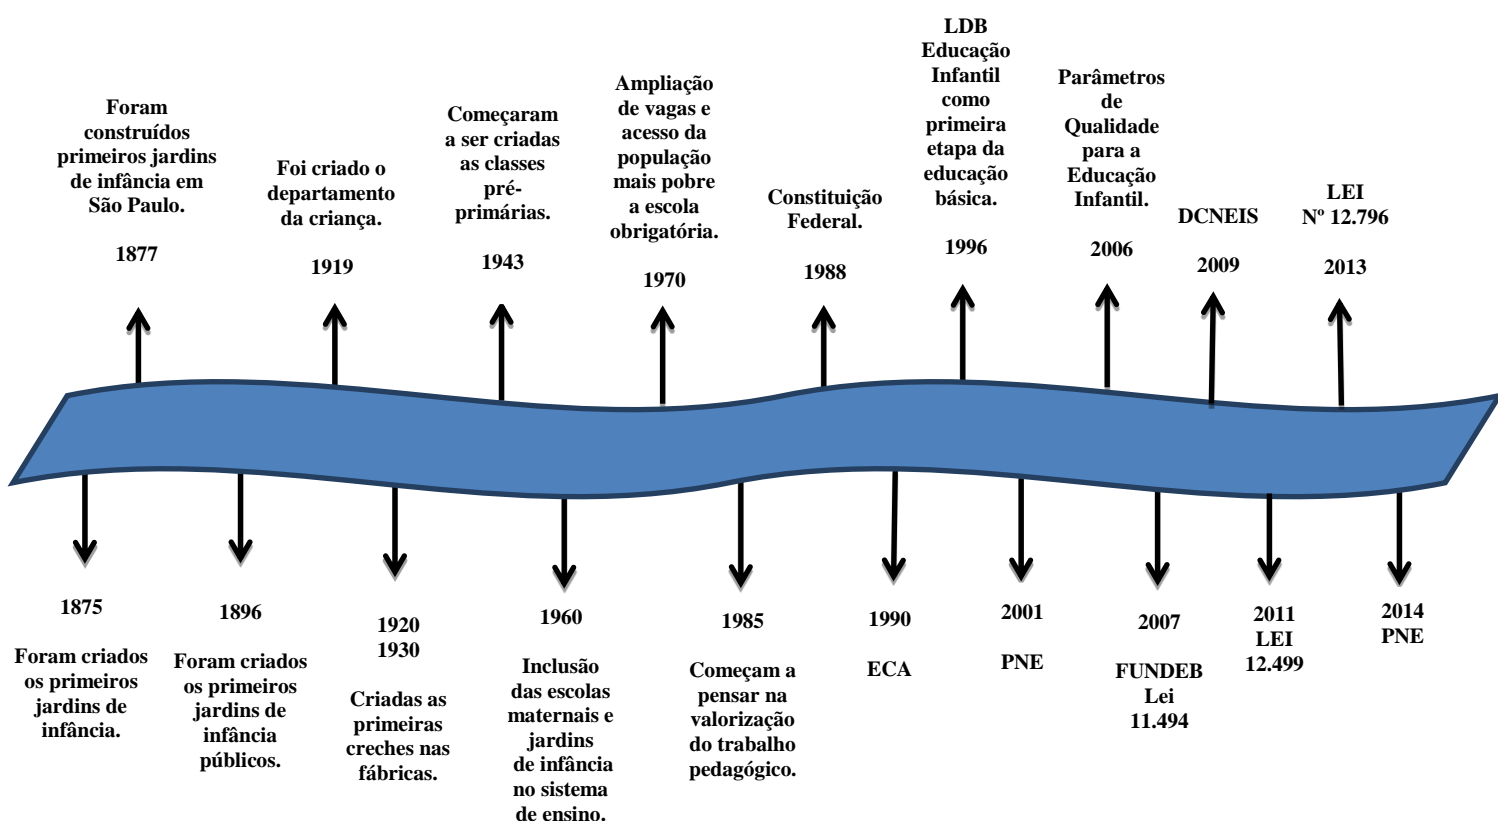 Foram
construídos
primeiros jardins
de infância em
São Paulo.
1877
Foi criado o
departamento
da criança.
1919
Começaram
a ser criadas
as classes
pré-
primárias.
1943
Ampliação
de vagas e
acesso da
população
mais pobre
a escola
obrigatória.
1970
Constituição
Federal.
1988
LDB
Educação
Infantil
como
primeira
etapa da
educação
básica.
1996
Parâmetros
de
Qualidade
para a
Educação
Infantil.
2006
DCNEIS
2009
LEI
Nº 12.796
2013
1875
Foram criados
os primeiros
jardins de
infância.
1896
Foram criados
os primeiros
jardins de
infância
públicos.
1920
1930
Criadas as
primeiras
creches nas
fábricas.
1960
Inclusão
das escolas
maternais e
jardins
de infância
no sistema
de ensino.
1985
Começam a
pensar na
valorização
do trabalho
pedagógico.
1990
ECA
2001
PNE
2007
FUNDEB
Lei
11.494
2011
LEI
12.499
2014
PNE